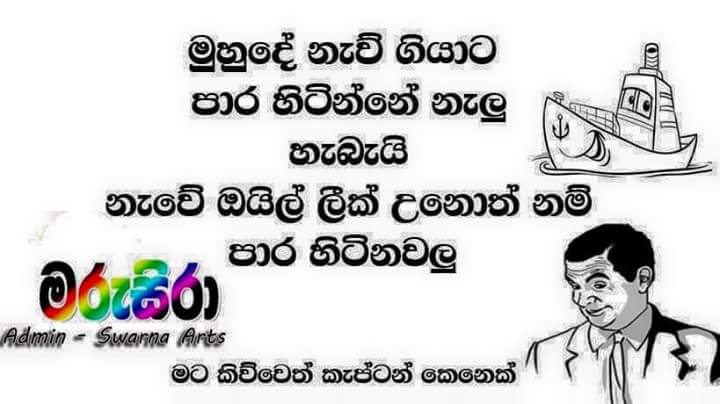 මුහුදේ නැව් ගියාට
පාර හිටින්නේ නැලු
හැබැයි
නැවේ ඔයිල් ලීක් උනොත් නම්
පාර හිටිනවලු
මරුසිරා
Admin - Swarna Arts
මට කිව්වෙත් කැප්ටන් කෙනෙක්